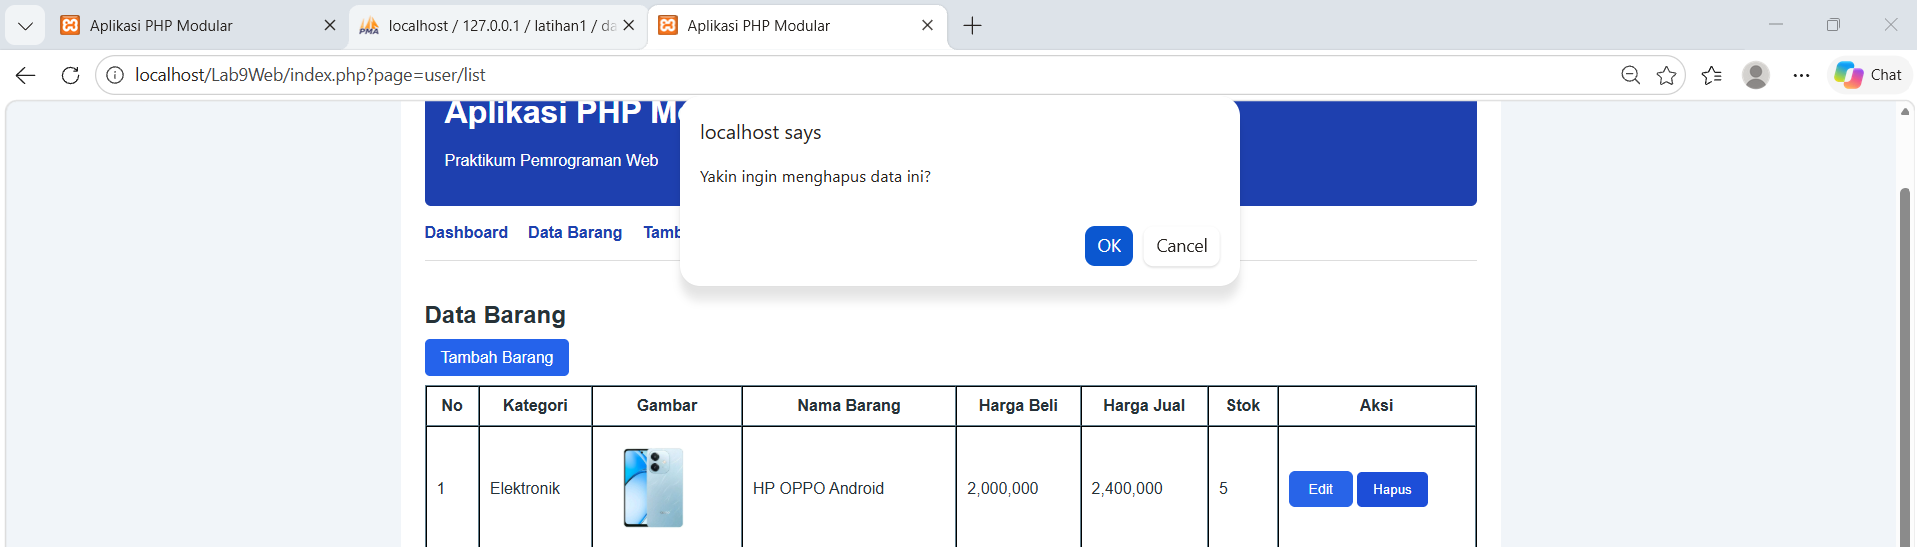 Aplikasi PHP Modular
localhost / 127.0.0.1 / latihan1 / da
Aplikasi PHP Modular
localhost/Lab9Web/index.php?page=user/list
Chat
Aplikasi PHP
Praktikum Pemrograman Web
localhost says
Yakin ingin menghapus data ini?
OK Cancel
Dashboard Data Barang
Data Barang
Tambah Barang
No Kategori Gambar Nama Barang Harga Beli Harga Jual Stok Aksi
1 Elektronik HP OPPO Android 2,000,000 2,400,000 5 Edit Hapus